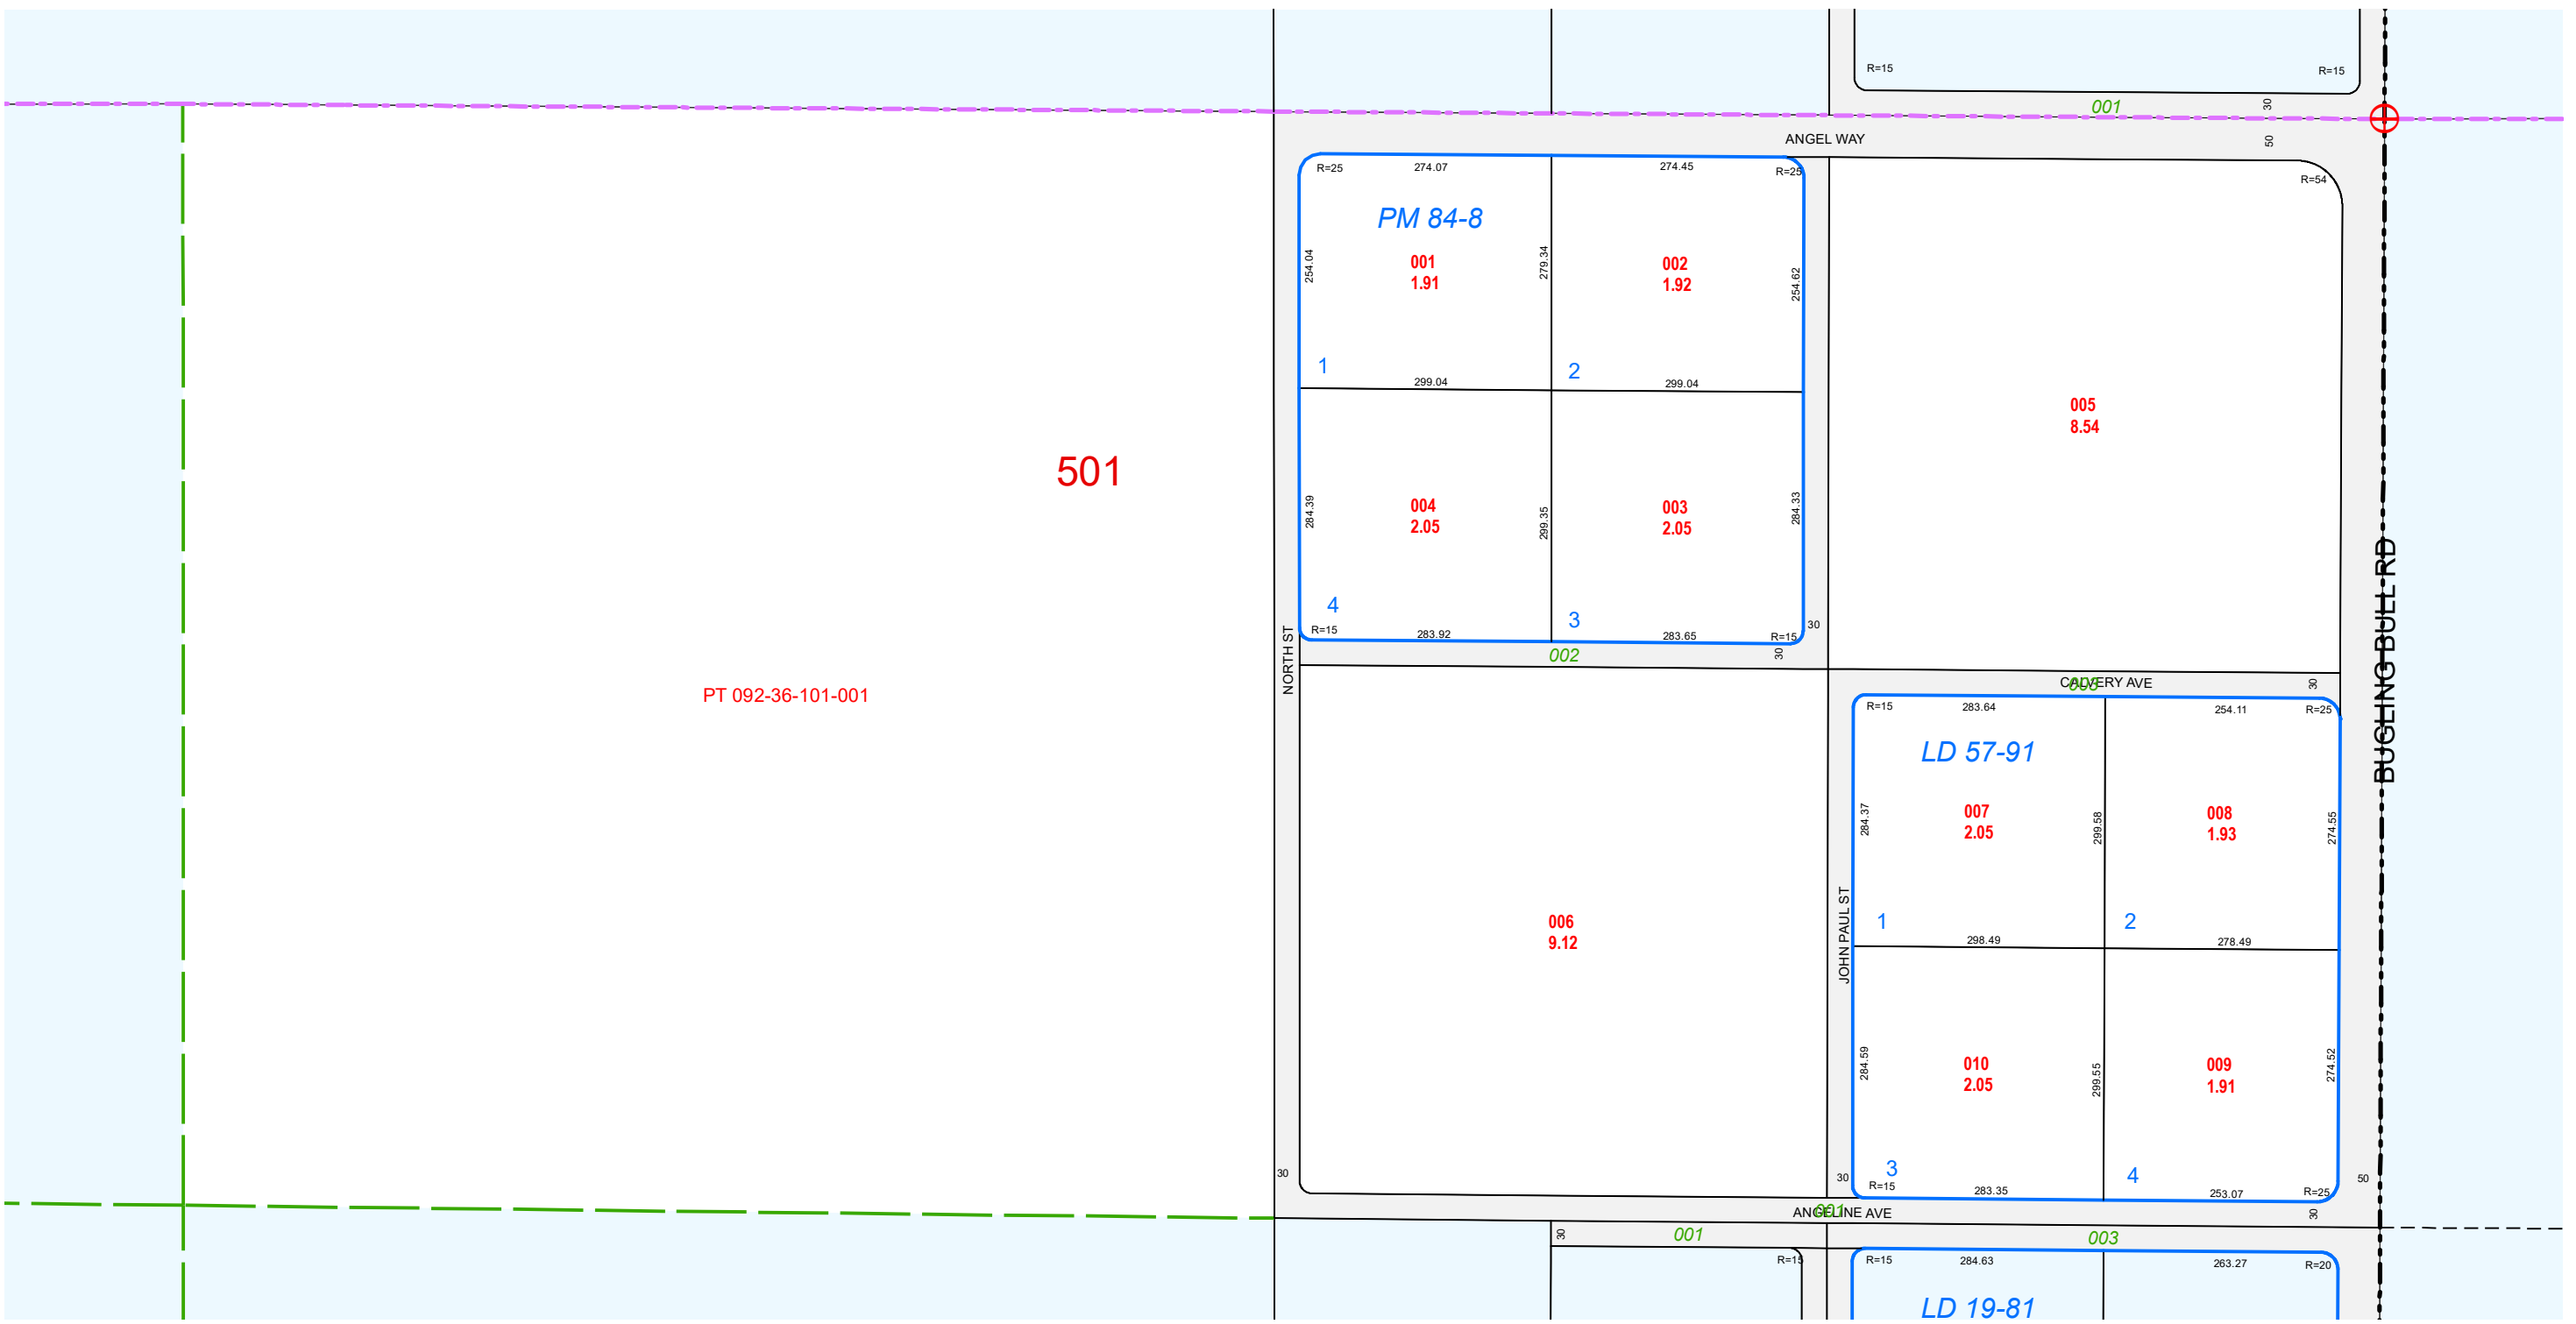 R=15
R=15
001
30
ANGEL WAY
50
R=25
274.07
274.45
R=25
R=54
PM 84-8
254.04
001
1.91
279.34
002
1.92
254.62
1
2
299.04
299.04
005
8.54
501
284.39
004
2.05
299.35
003
2.05
284.33
4
3
R=15
283.92
283.65
R=15
30
002
30
NORTH ST
PT 092-36-101-001
CALVERY AVE
003
30
BUGLING BULL RD
R=15
283.64
254.11
R=25
LD 57-91
284.37
007
2.05
299.58
008
1.93
274.55
006
9.12
JOHN PAUL ST
1
2
298.49
278.49
284.59
010
2.05
299.55
009
1.91
274.52
30
30
3
4
50
R=15
283.35
253.07
R=25
ANGELINE AVE
001
30
30
001
003
R=15
R=15
284.63
263.27
R=20
LD 19-81